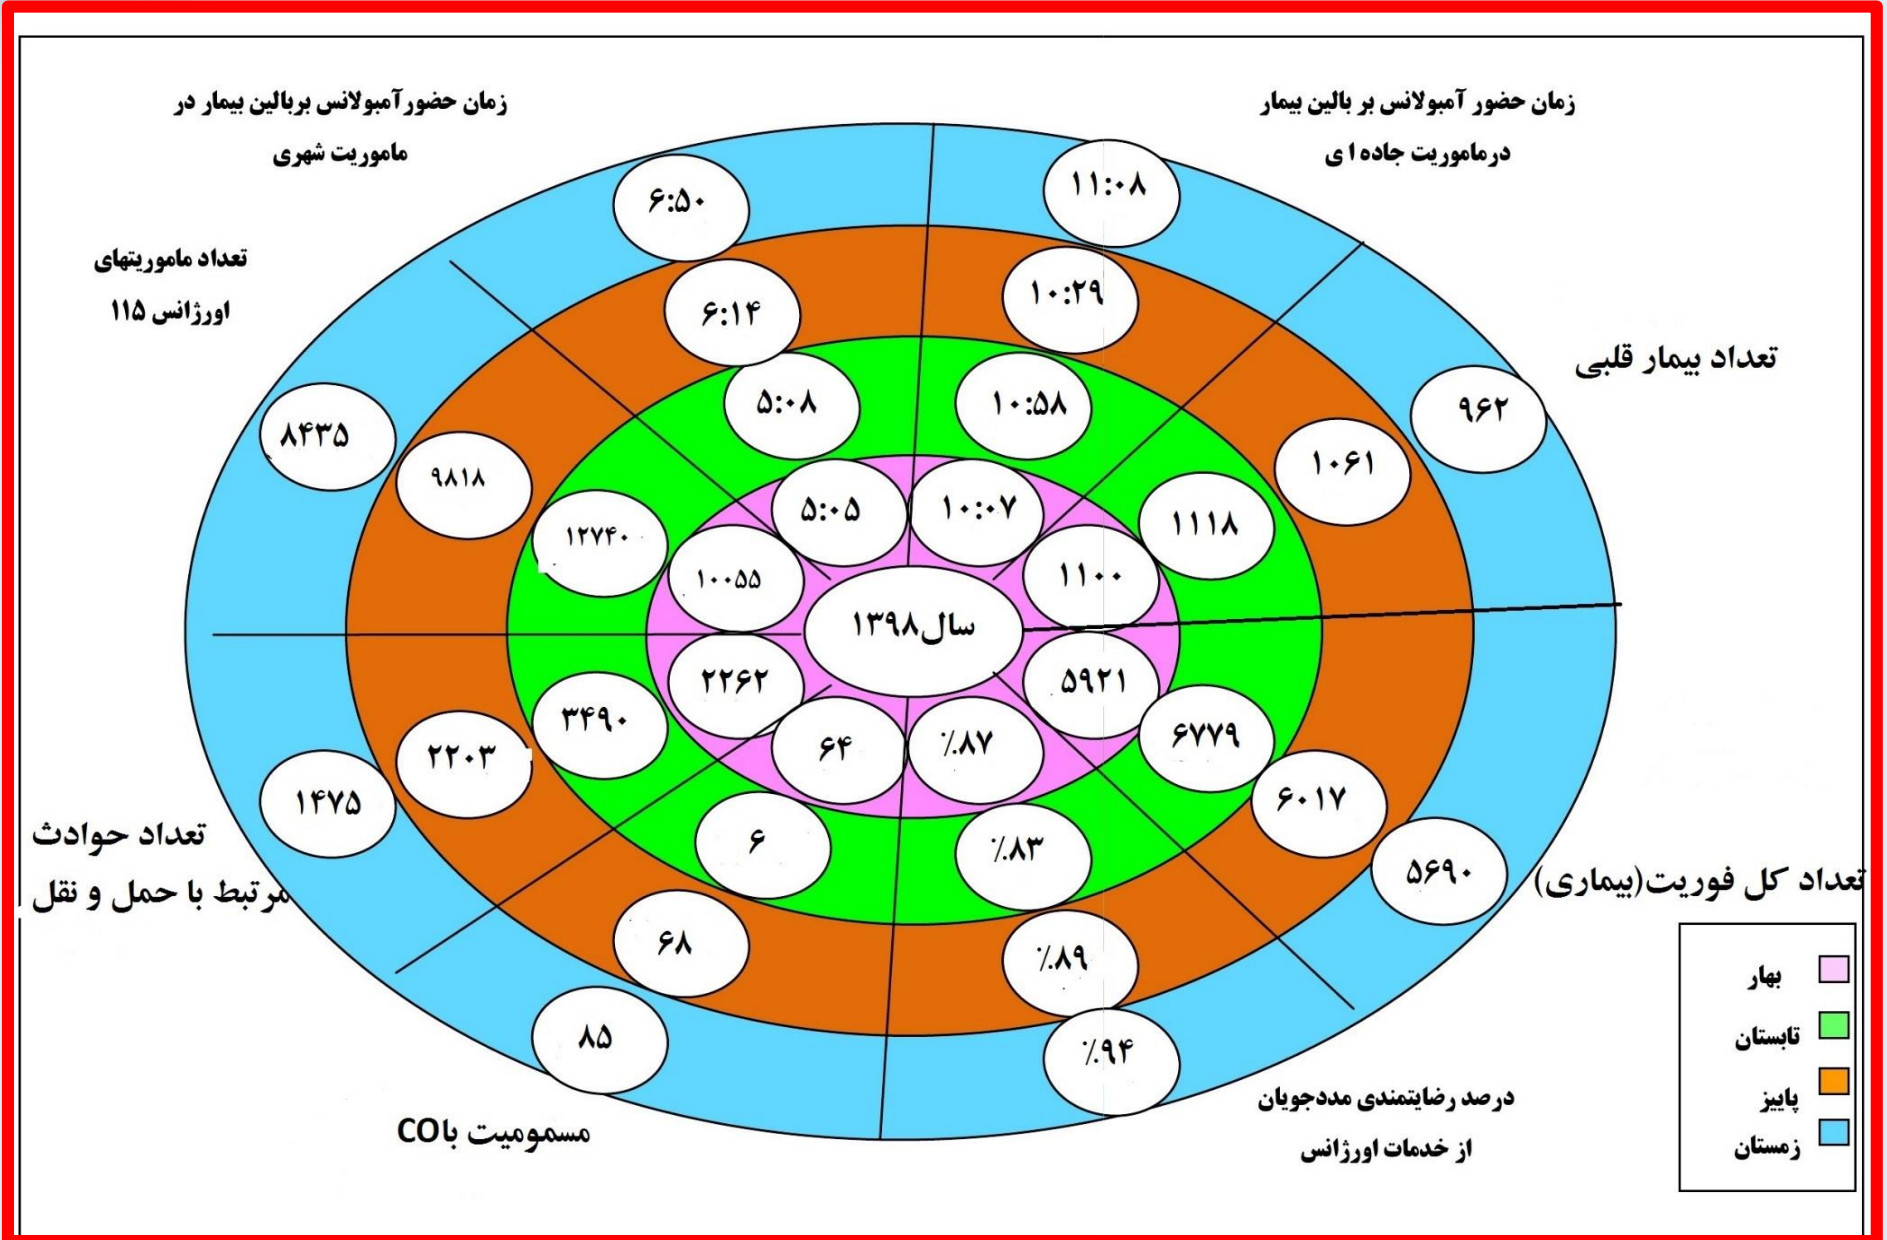 زمان حضور آمبولانس بر بالین بیمار
درماموریت جاده ا ی
زمان حضورآمبولانس بربالین بیمار در
ماموریت شهری
تعداد ماموریتهای
اورژانس ۱۱۵
تعداد بیمار قلبی
۱۱:۰۸
۶:۵۰
۱۰:۲۹
۶:۱۴
۱۰:۵۸
۵:۰۸
۹۶۲
۱۰۶۱
۸۴۳۵
۹۸۱۸
۱۱۱۸
۱۰:۰۷
۵:۰۵
۱۲۷۴۰
۱۱۰۰
۱۰۰۵۵
سال۱۳۹۸
۵۹۲۱
۲۲۶۲
۶۷۷۹
٪۸۷
۶۴
۳۴۹۰
۶۰۱۷
۲۲۰۳
۵۶۹۰
٪۸۳
۶
۱۴۷۵
٪۸۹
۶۸
٪۹۴
۸۵
تعداد حوادث
مرتبط با حمل و نقل
تعداد کل فوریت(بیماری)
درصد رضایتمندی مددجویان
از خدمات اورژانس
مسمومیت باCO
بهار
تابستان
پاییز
زمستان